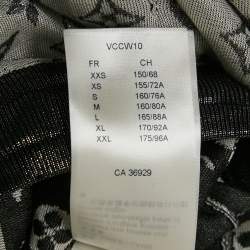 VCCW10
FR CH
XXS 150/68
XS 155/72A
S 160/76A
M 160/80A
L 165/88A
XL 170/92A
XXL 175/96A
CA 36929